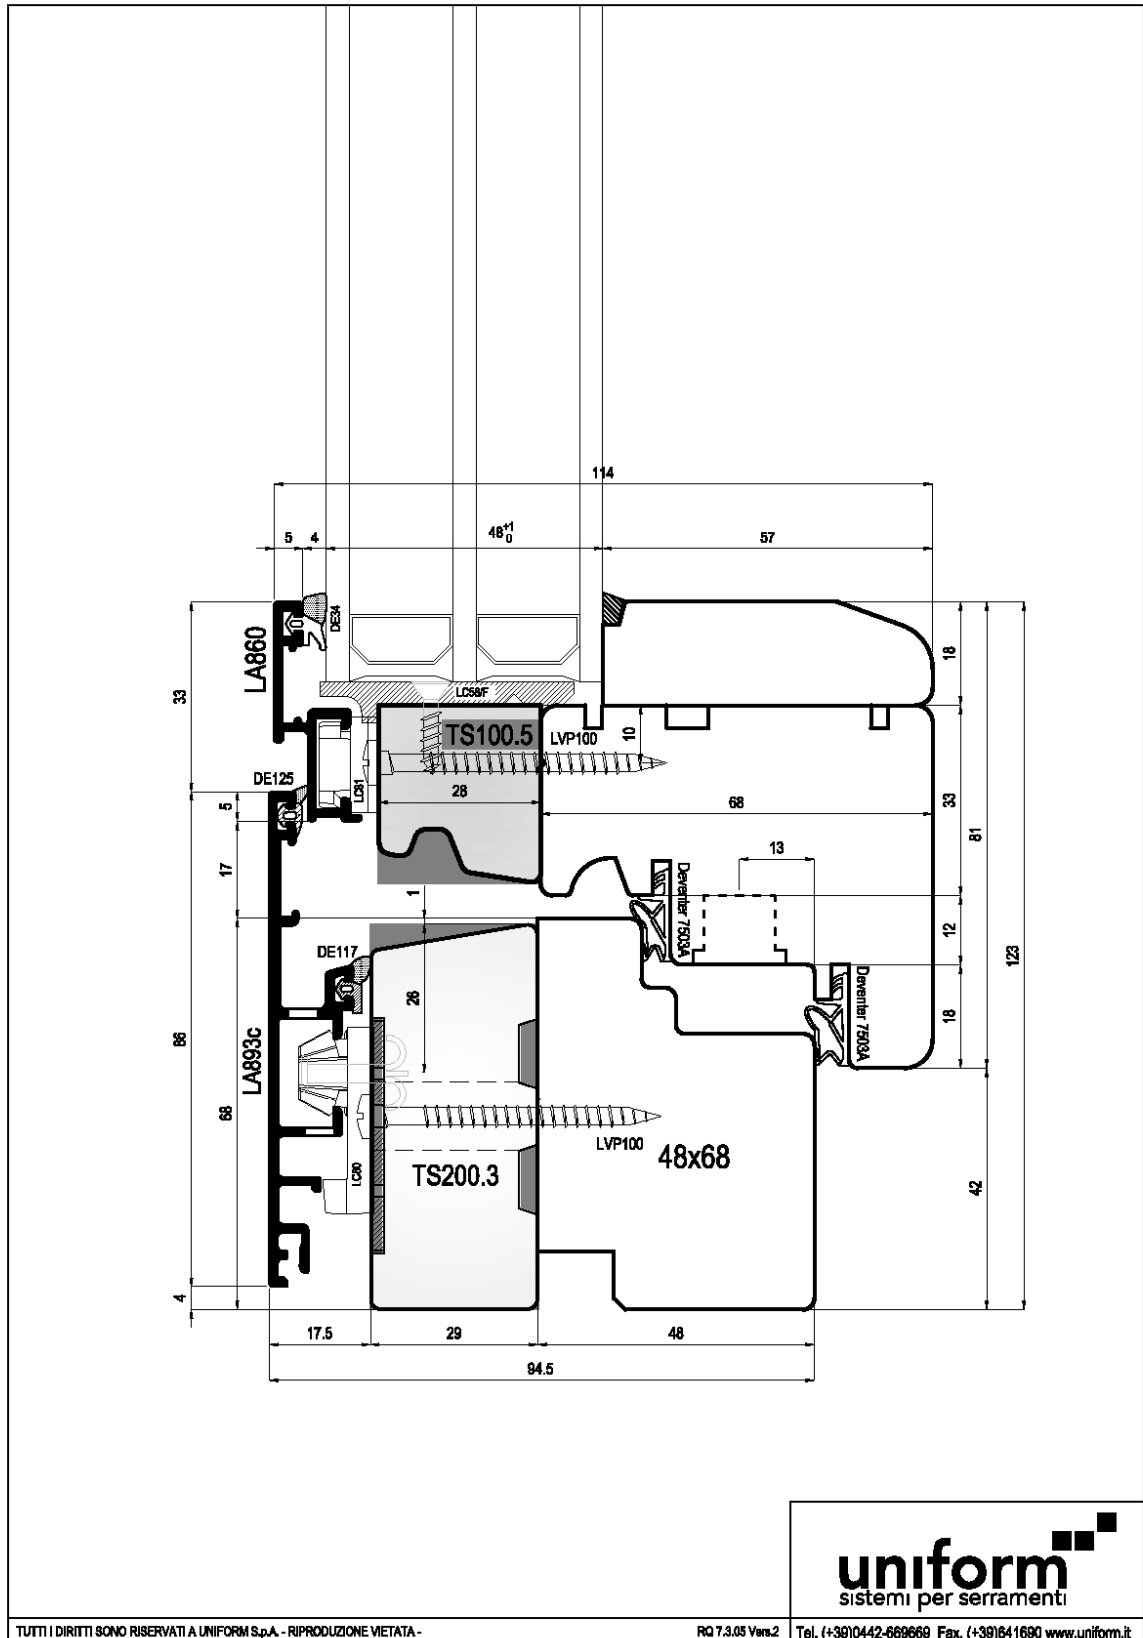 114
5
4
48 +1 0
57
DE34
LA860
33
18
LC58/F
TS100.5
LVP100
10
DE125
LC81
28
68
33
81
5
17
13
1
Deventer 7503A
12
123
DE117
26
Deventer 7503A
18
86
LA893c
68
LVP100
48x68
TS200.3
LC80
42
4
17.5
29
48
94.5
uniform
sistemi per serramenti
TUTTI I DIRITTI SONO RISERVATI A UNIFORM S.p.A. - RIPRODUZIONE VIETATA -
RQ 7.3.05 Vers.2
Tel. (+39)0442-669669 Fax. (+39)641690 www.uniform.it